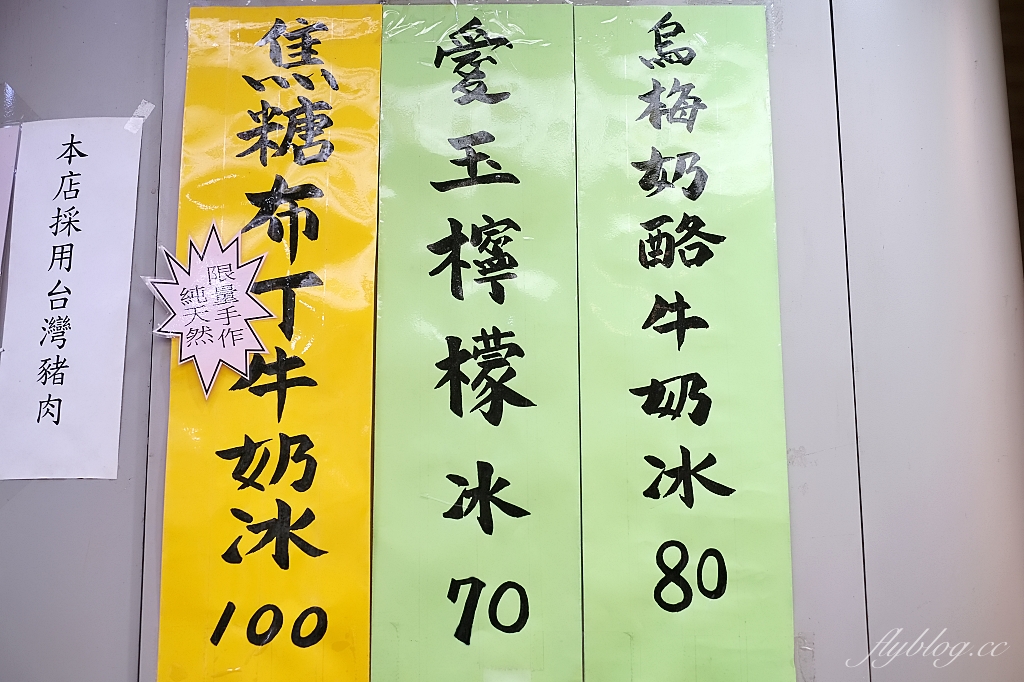 烏梅奶酪牛奶冰
80
愛玉檸檬冰
70
焦糖布丁牛奶冰
100
限量手作
純天然
本店採用台灣豬肉
flyblog.cc